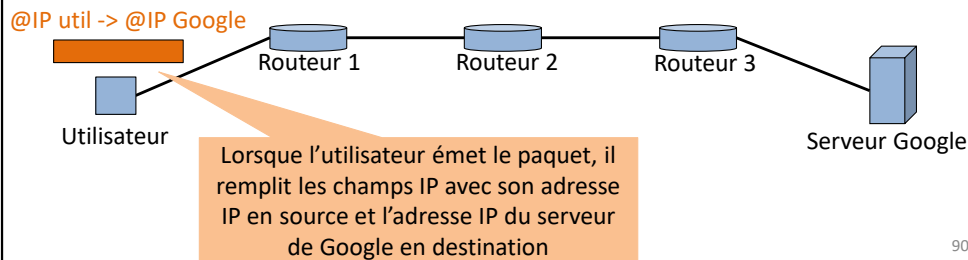 @IP util -> @IP Google
Routeur 1
Routeur 2
Routeur 3
Utilisateur
Serveur Google
Lorsque l’utilisateur émet le paquet, il
remplit les champs IP avec son adresse
IP en source et l’adresse IP du serveur
de Google en destination
90